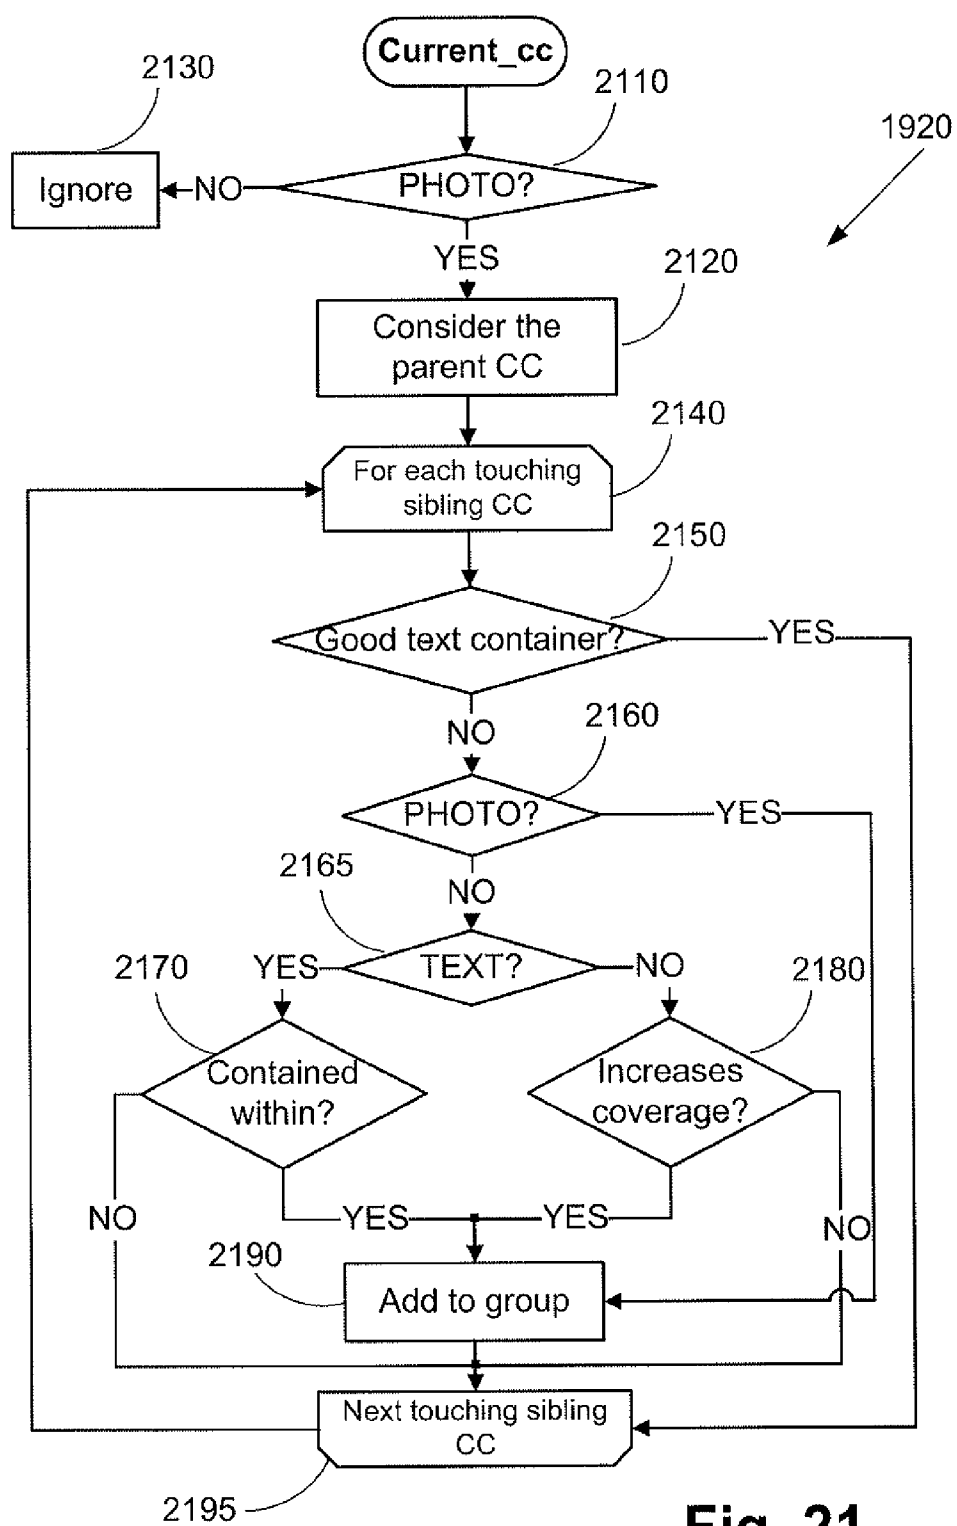 Current_cc
2130
2110
1920
Ignore
NO
PHOTO?
YES
2120
Consider the
parent CC
2140
For each touching
sibling CC
2150
Good text container?
YES
NO
2160
PHOTO?
YES
2165
NO
2170
YES
TEXT?
NO
2180
Contained
within?
Increases
coverage?
NO
YES
YES
NO
2190
Add to group
Next touching sibling
CC
2195
Fig. 21